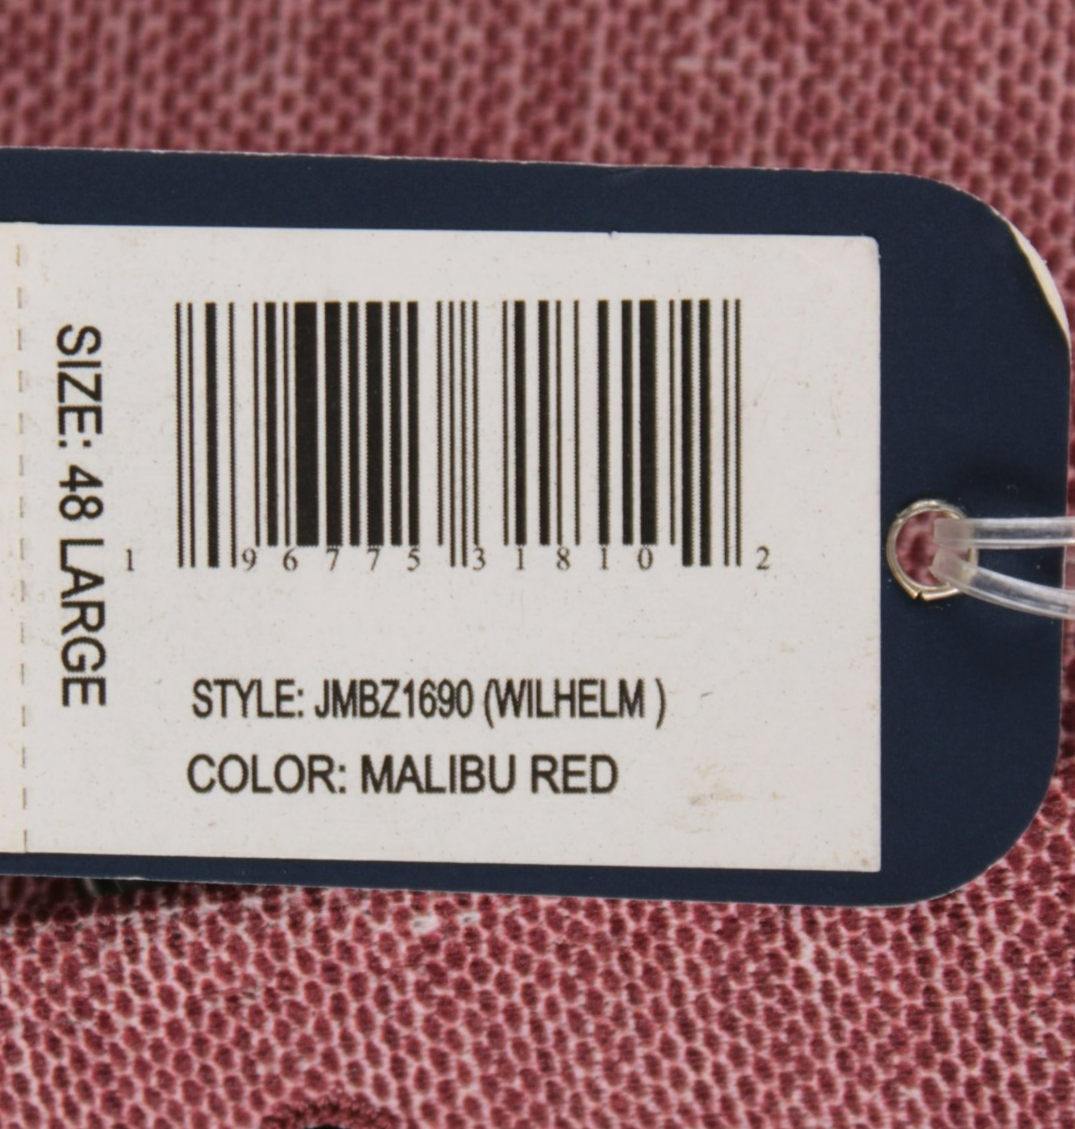 SIZE: 48 LARGE
1 96775 31810 2
STYLE: JMBZ1690 (WILHELM )
COLOR: MALIBU RED